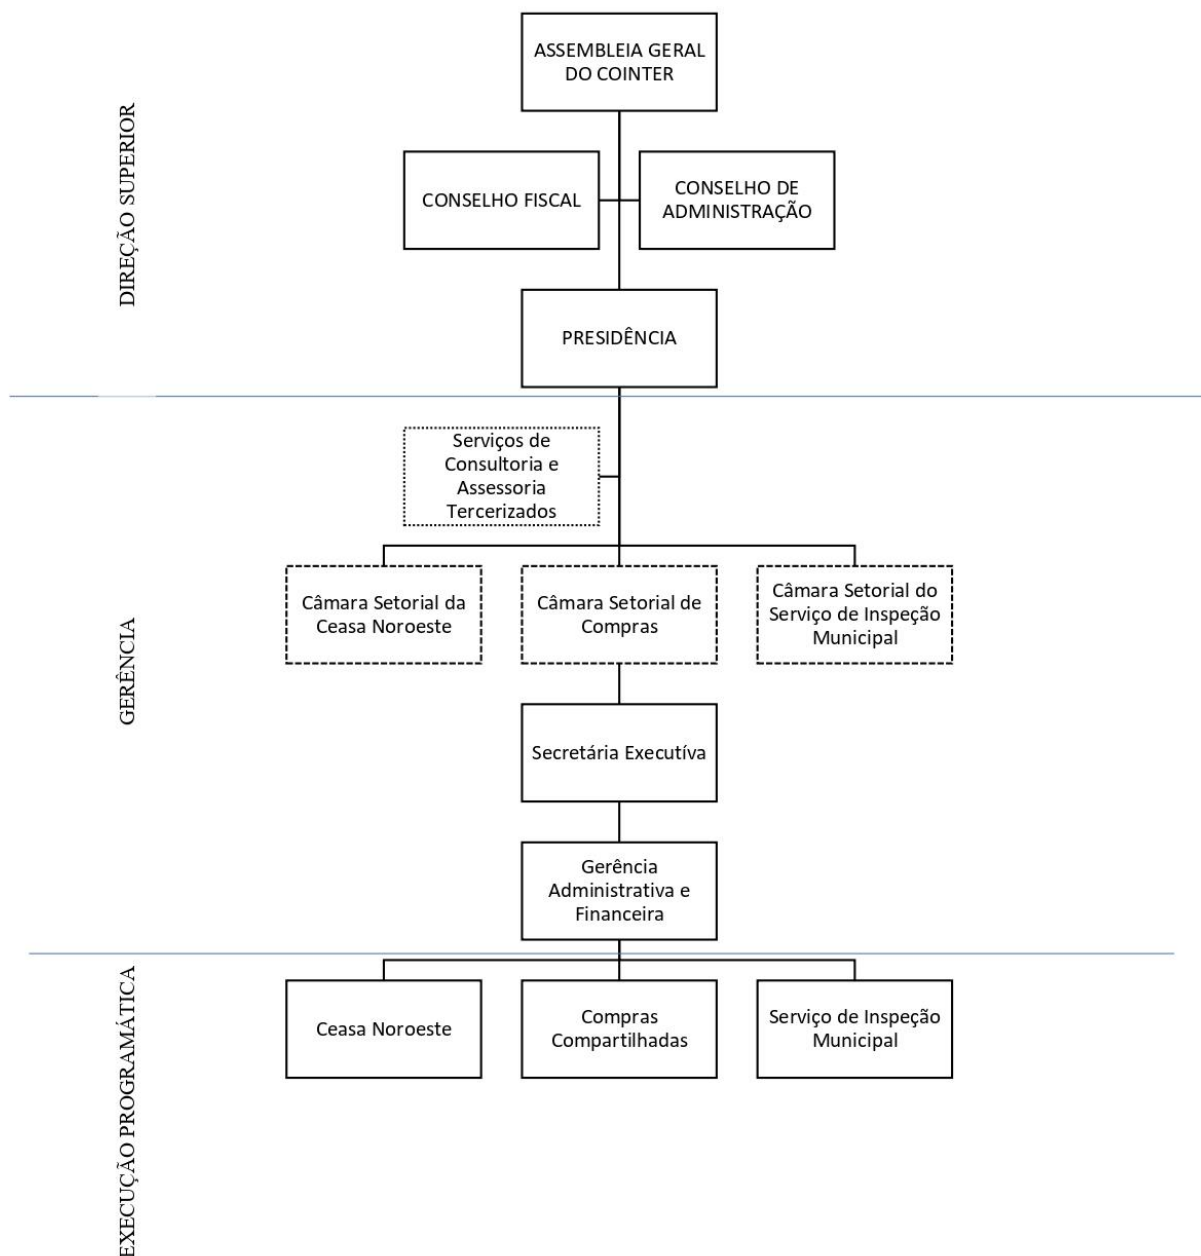 ASSEMBLEIA GERAL
DO COINTER
DIREÇÃO SUPERIOR
CONSELHO FISCAL
CONSELHO DE
ADMINISTRAÇÃO
PRESIDÊNCIA
Serviços de
Consultoria e
Assessoria
Tercerizados
GERÊNCIA
Câmara Setorial da
Ceasa Noroeste
Câmara Setorial de
Compras
Câmara Setorial do
Serviço de Inspeção
Municipal
Secretária Executíva
Gerência
Administrativa e
Financeira
EXECUÇÃO PROGRAMÁTICA
Ceasa Noroeste
Compras
Compartilhadas
Serviço de Inspeção
Municipal